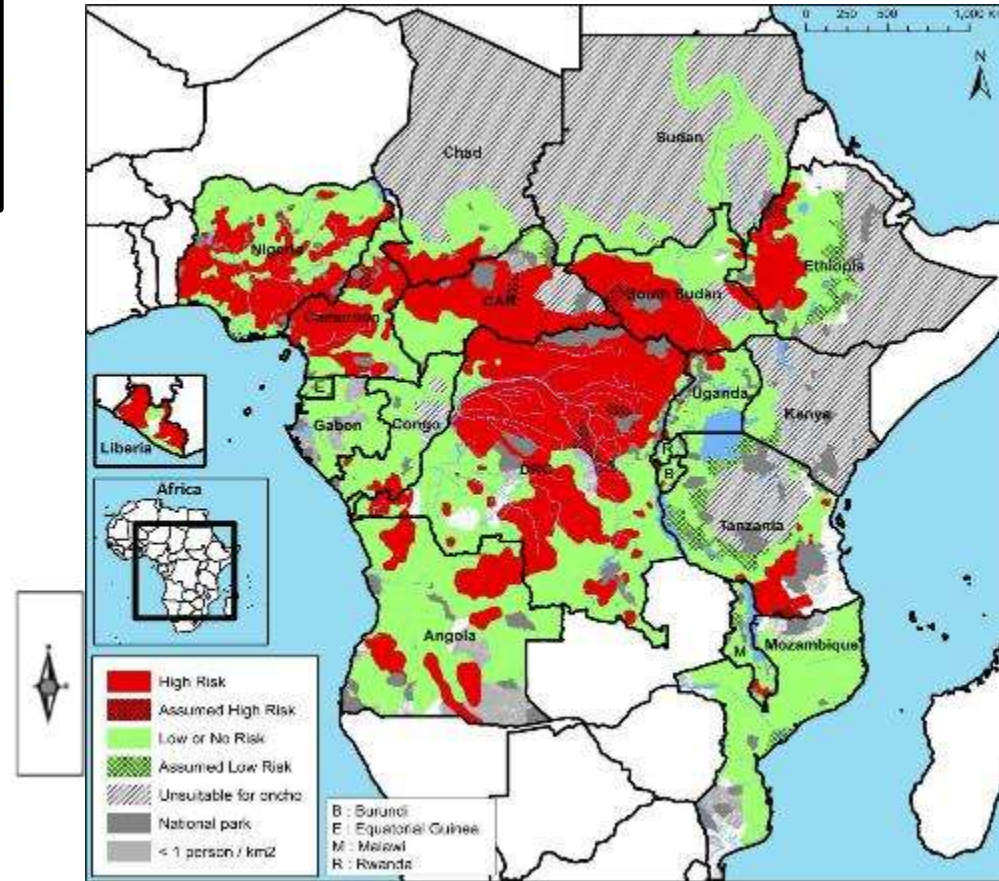 0 250 500 1,000
N
Chad
Sudan
Nigeria
Ethiopia
CAR
South Sudan
Cameroon
Uganda
E
Kenya
Gabon
Congo
R
Liberia
B
DRC
Africa
Tanzania
Angola
Mozambique
M
High Risk
Assumed High Risk
Low or No Risk
Assumed Low Risk
Unsuitable for oncho
National park
< 1 person / km2
B : Burundi
E : Equatorial Guinea
M : Malawi
R : Rwanda